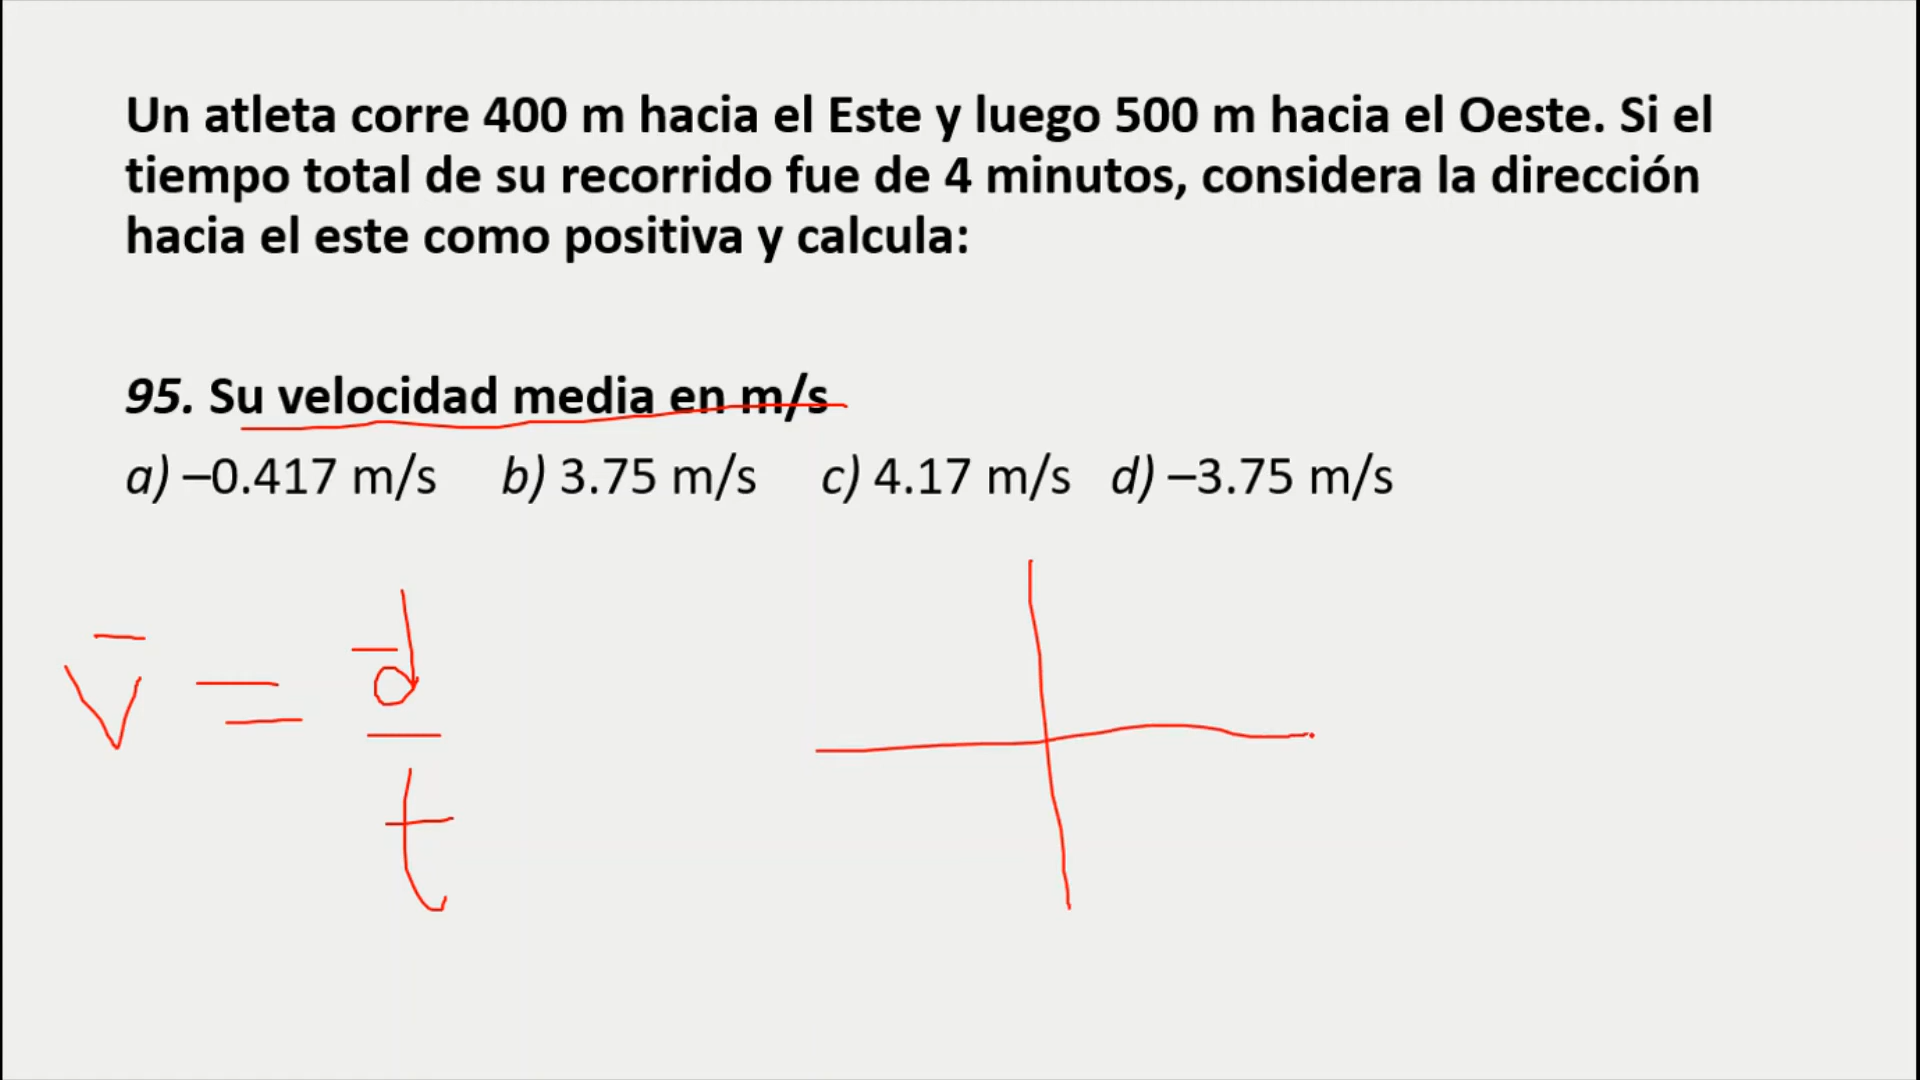 Un atleta corre 400 m hacia el Este y luego 500 m hacia el Oeste. Si el
tiempo total de su recorrido fue de 4 minutos, considera la dirección
hacia el este como positiva y calcula:
95. Su velocidad media en m/s
a) –0.417 m/s b) 3.75 m/s c) 4.17 m/s d) –3.75 m/s
v̅ = d̅
t